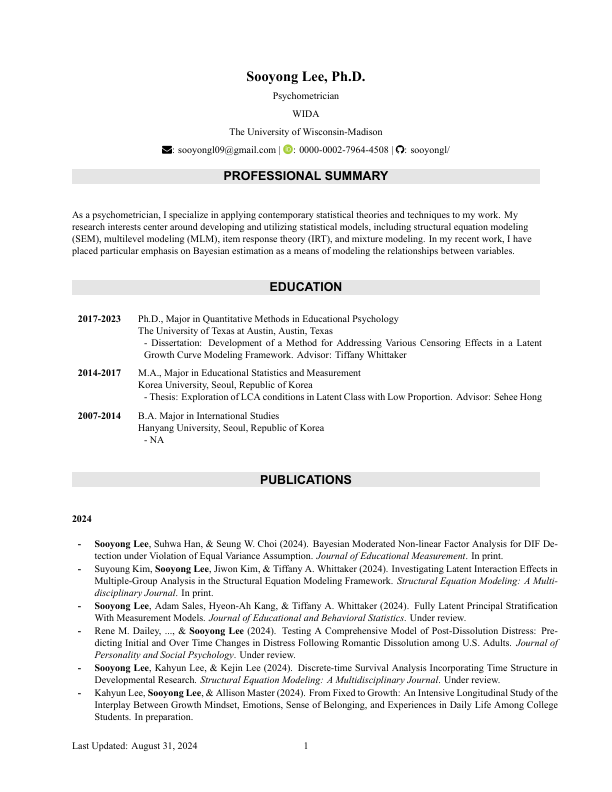 Sooyong Lee, Ph.D.
Psychometrician
WIDA
The University of Wisconsin-Madison
: sooyongl09@gmail.com | iD: 0000-0002-7964-4508 | : sooyongl/
PROFESSIONAL SUMMARY
As a psychometrician, I specialize in applying contemporary statistical theories and techniques to my work. My
research interests center around developing and utilizing statistical models, including structural equation modeling
(SEM), multilevel modeling (MLM), item response theory (IRT), and mixture modeling. In my recent work, I have
placed particular emphasis on Bayesian estimation as a means of modeling the relationships between variables.
EDUCATION
2017-2023 Ph.D., Major in Quantitative Methods in Educational Psychology
The University of Texas at Austin, Austin, Texas
- Dissertation: Development of a Method for Addressing Various Censoring Effects in a Latent
Growth Curve Modeling Framework. Advisor: Tiffany Whittaker
2014-2017 M.A., Major in Educational Statistics and Measurement
Korea University, Seoul, Republic of Korea
- Thesis: Exploration of LCA conditions in Latent Class with Low Proportion. Advisor: Sehee Hong
2007-2014 B.A. Major in International Studies
Hanyang University, Seoul, Republic of Korea
- NA
PUBLICATIONS
2024
- Sooyong Lee, Suhwa Han, & Seung W. Choi (2024). Bayesian Moderated Non-linear Factor Analysis for DIF De-
tection under Violation of Equal Variance Assumption. Journal of Educational Measurement. In print.
- Suyoung Kim, Sooyong Lee, Jiwon Kim, & Tiffany A. Whittaker (2024). Investigating Latent Interaction Effects in
Multiple-Group Analysis in the Structural Equation Modeling Framework. Structural Equation Modeling: A Multi-
disciplinary Journal. In print.
- Sooyong Lee, Adam Sales, Hyeon-Ah Kang, & Tiffany A. Whittaker (2024). Fully Latent Principal Stratification
With Measurement Models. Journal of Educational and Behavioral Statistics. Under review.
- Rene M. Dailey, ..., & Sooyong Lee (2024). Testing A Comprehensive Model of Post-Dissolution Distress: Pre-
dicting Initial and Over Time Changes in Distress Following Romantic Dissolution among U.S. Adults. Journal of
Personality and Social Psychology. Under review.
- Sooyong Lee, Kahyun Lee, & Kejin Lee (2024). Discrete-time Survival Analysis Incorporating Time Structure in
Developmental Research. Structural Equation Modeling: A Multidisciplinary Journal. Under review.
- Kahyun Lee, Sooyong Lee, & Allison Master (2024). From Fixed to Growth: An Intensive Longitudinal Study of the
Interplay Between Growth Mindset, Emotions, Sense of Belonging, and Experiences in Daily Life Among College
Students. In preparation.
Last Updated: August 31, 2024 1